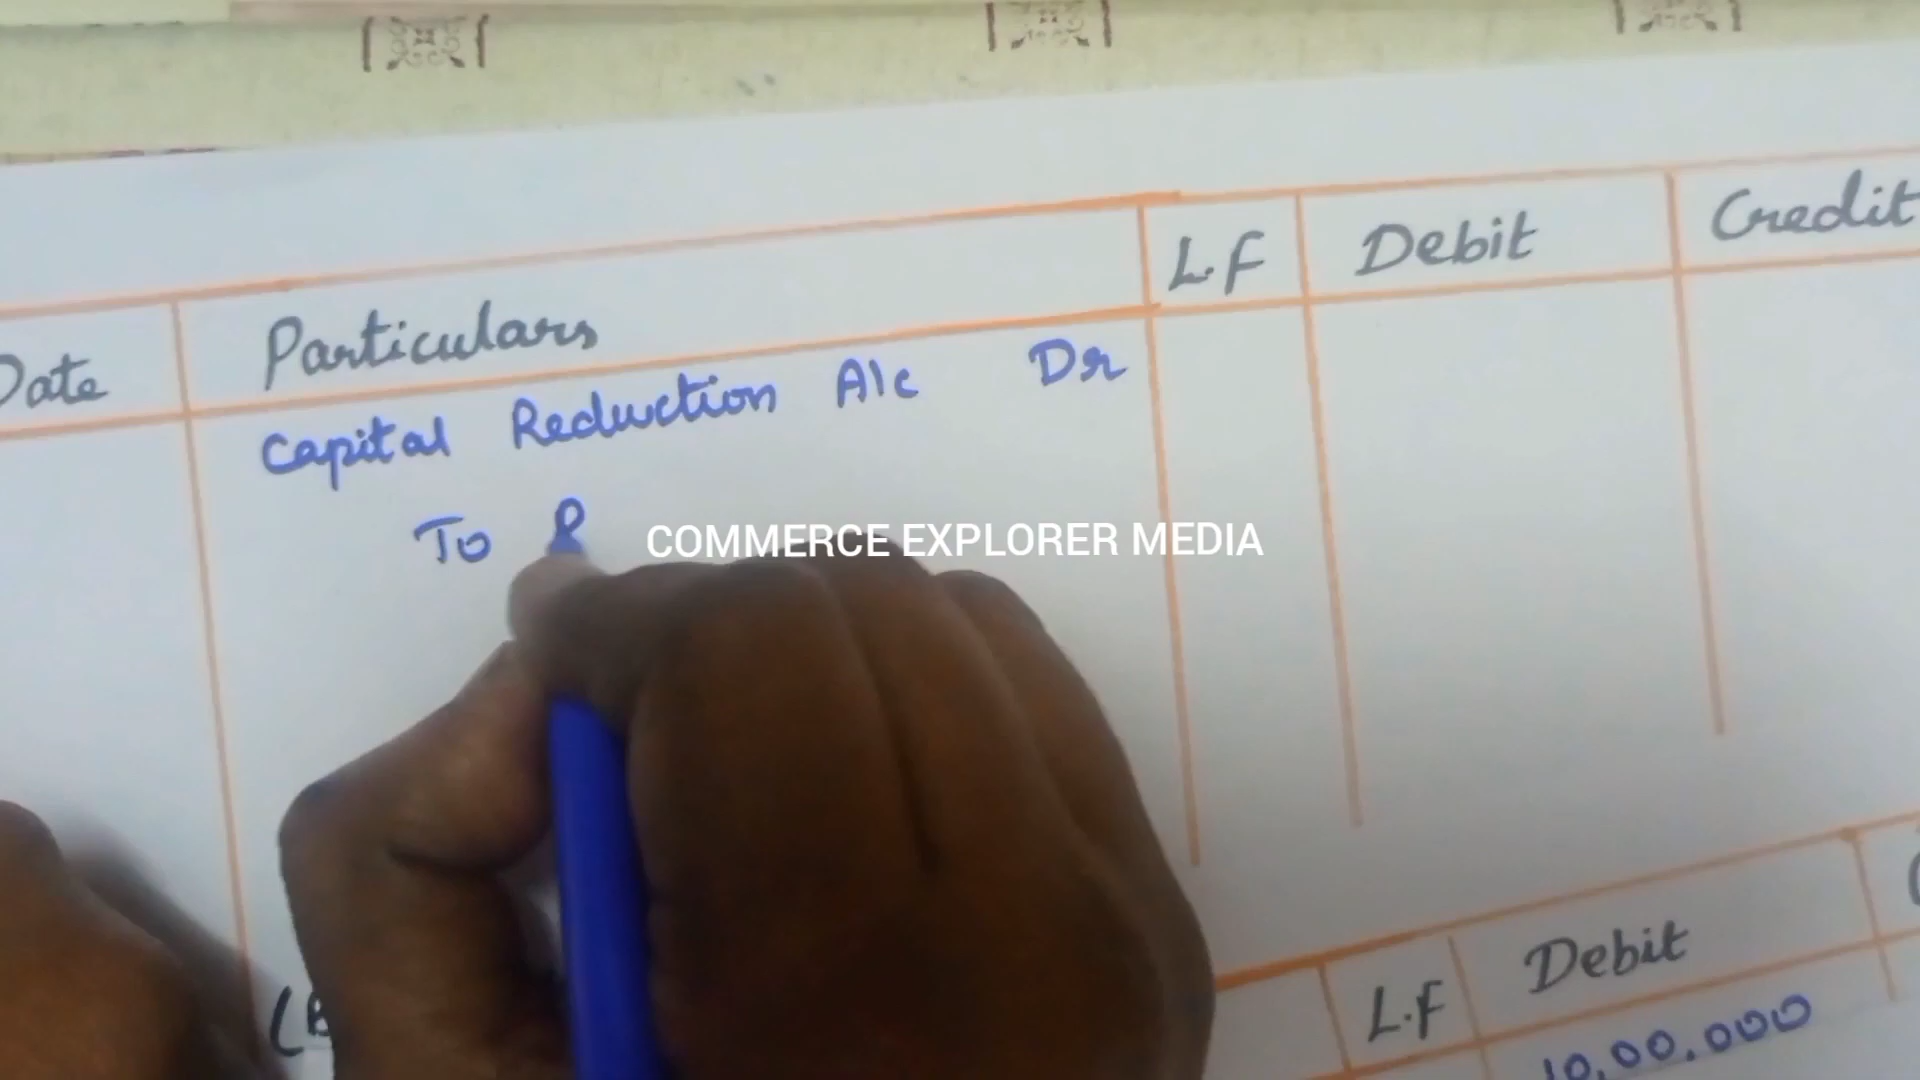 Date Particulars L.F Debit Credit
Capital Reduction A/c Dr
To P
COMMERCE EXPLORER MEDIA
(B
L.F Debit
10,00,000